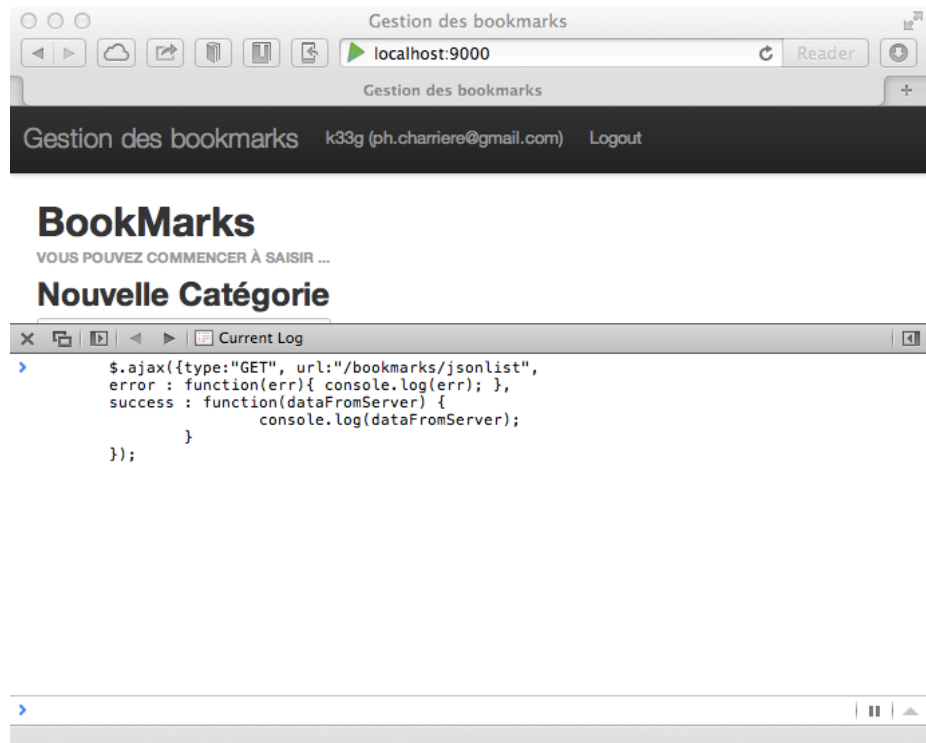 Gestion des bookmarks
localhost:9000
Reader
Gestion des bookmarks
Gestion des bookmarks k33g (ph.charriere@gmail.com) Logout
BookMarks
VOUS POUVEZ COMMENCER À SAISIR ...
Nouvelle Catégorie
Current Log
$.ajax({type:"GET", url:"/bookmarks/jsonlist",
error : function(err){ console.log(err); },
success : function(dataFromServer) {
console.log(dataFromServer);
}
});